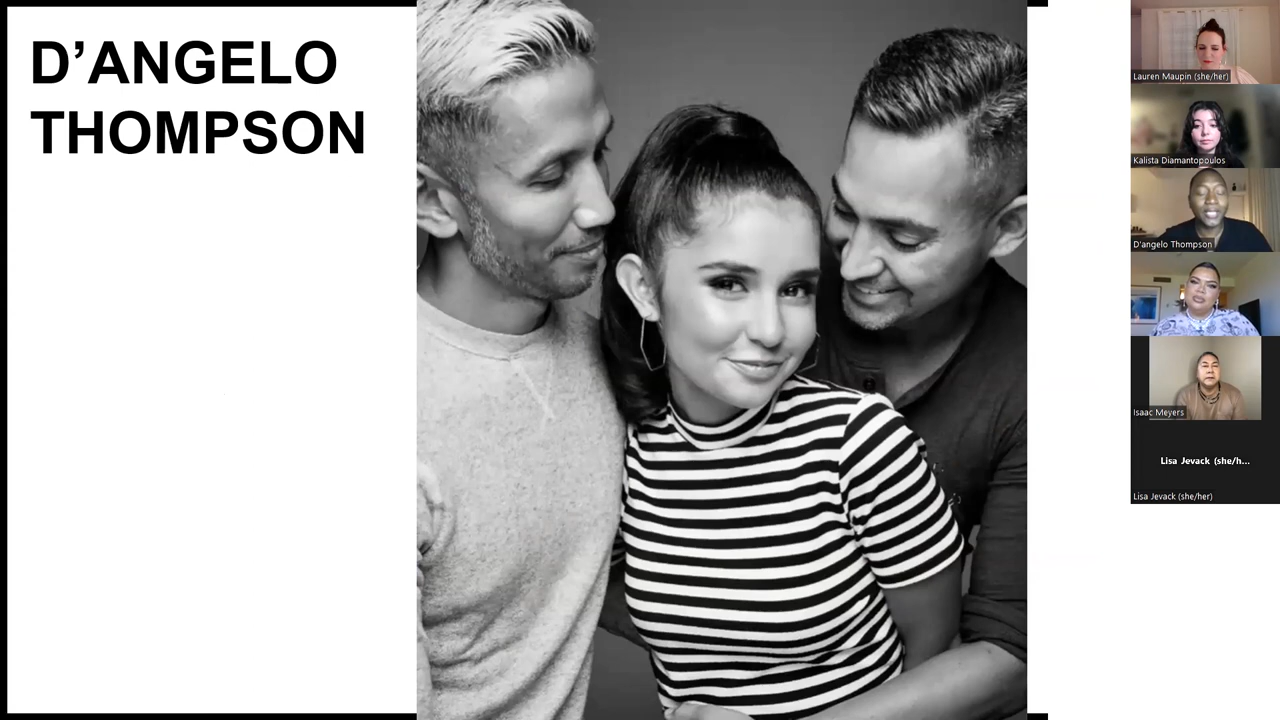 D’ANGELO
THOMPSON
Lauren Maupin (she/her)
Kalista Diamantopoulos
D'angelo Thompson
Isaac Meyers
Lisa Jevack (she/h...
Lisa Jevack (she/her)